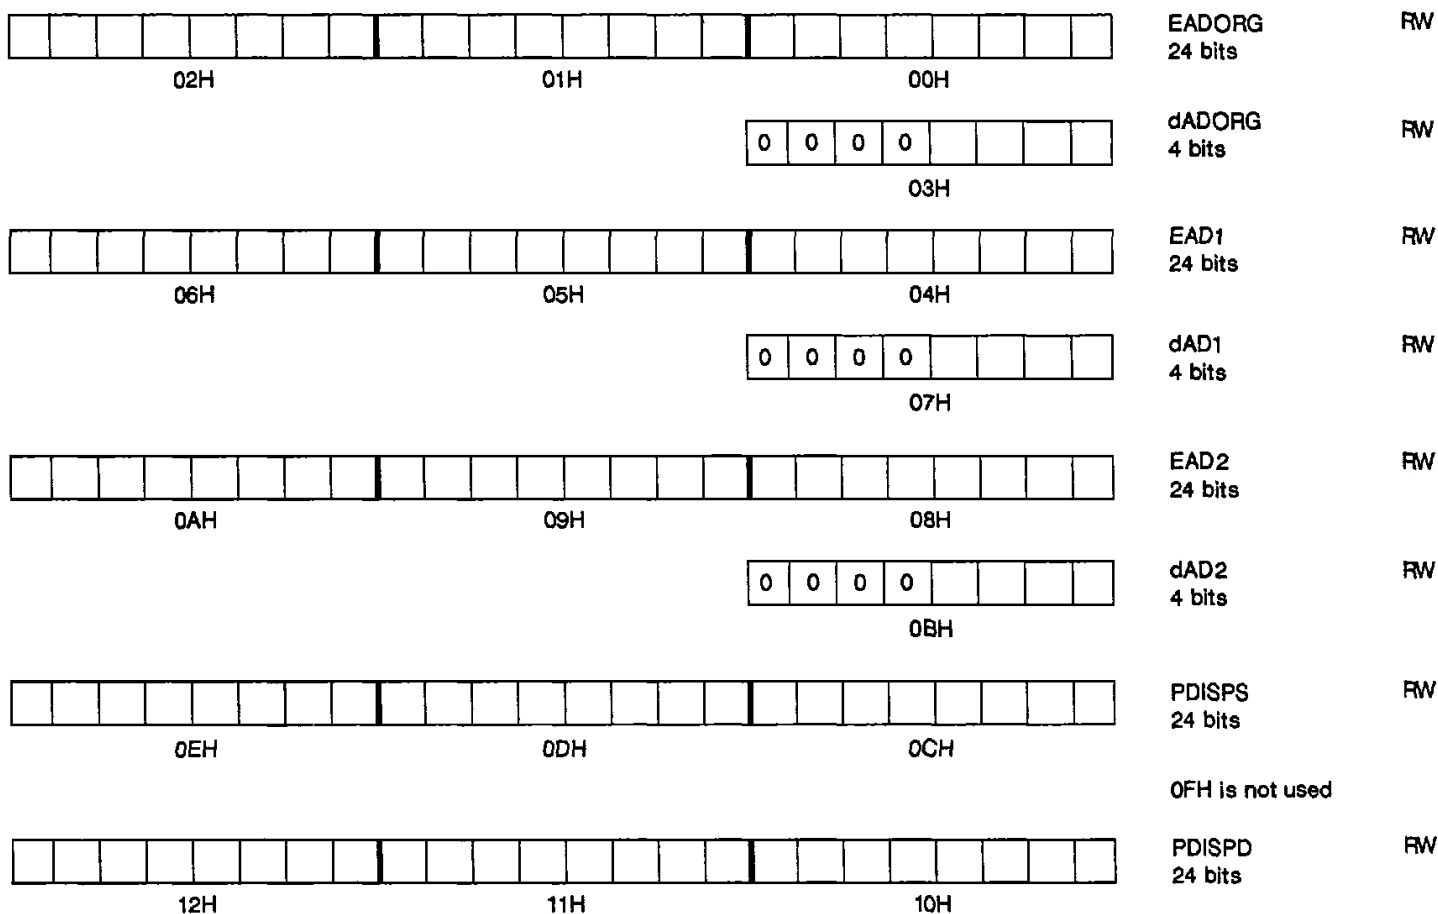 EADORG RW
24 bits
02H 01H 00H
dADORG RW
0 0 0 0 4 bits
03H
EAD1 RW
24 bits
06H 05H 04H
dAD1 RW
0 0 0 0 4 bits
07H
EAD2 RW
24 bits
0AH 09H 08H
dAD2 RW
0 0 0 0 4 bits
0BH
PDISPS RW
24 bits
0EH 0DH 0CH
0FH is not used
PDISPD RW
24 bits
12H 11H 10H